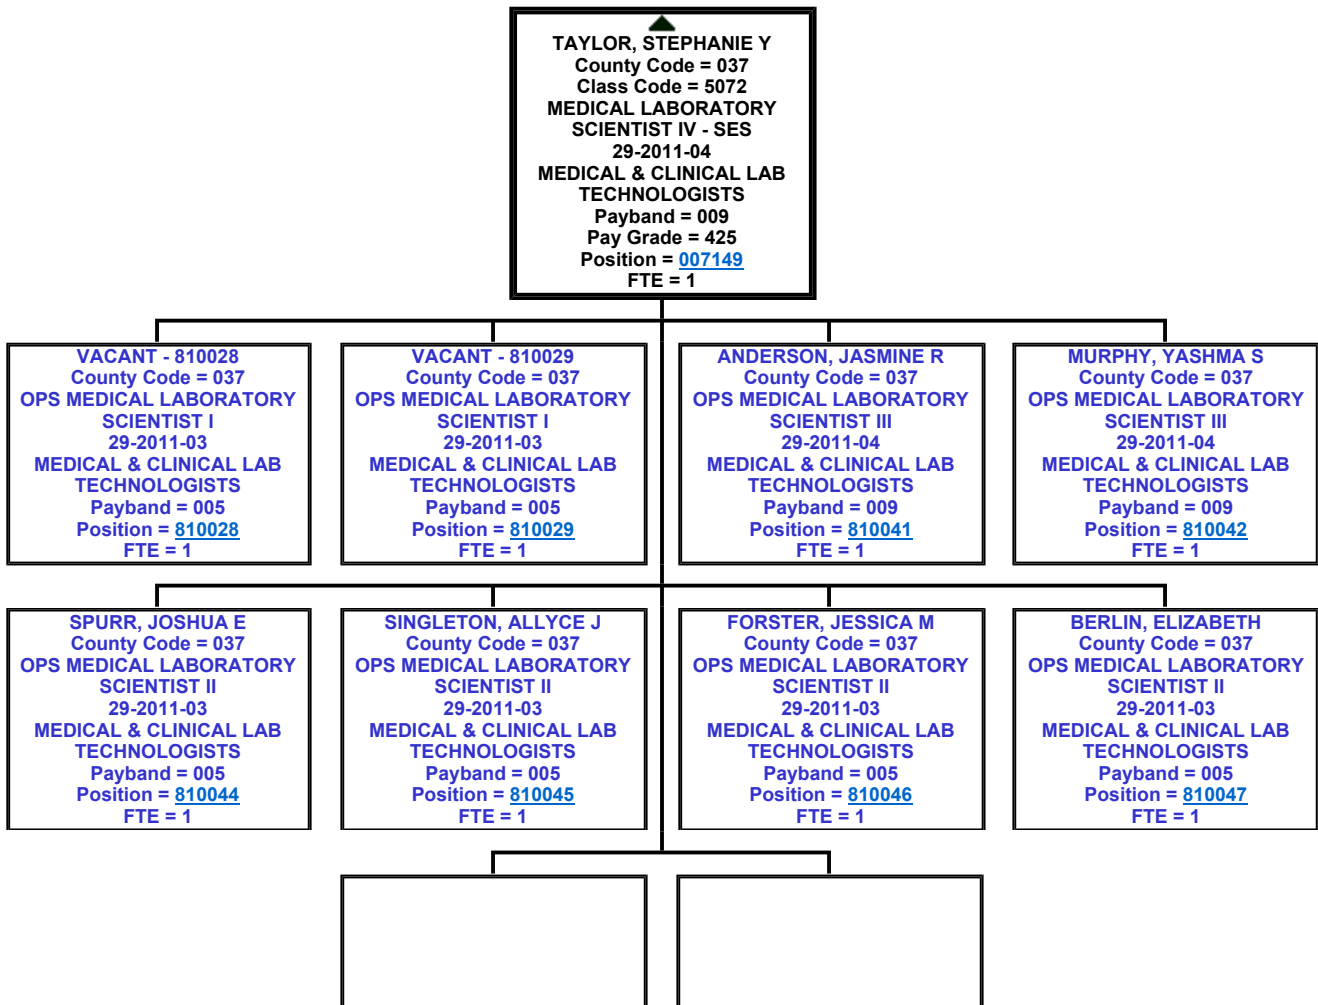 TAYLOR, STEPHANIE Y
County Code = 037
Class Code = 5072
MEDICAL LABORATORY
SCIENTIST IV - SES
29-2011-04
MEDICAL & CLINICAL LAB
TECHNOLOGISTS
Payband = 009
Pay Grade = 425
Position = 007149
FTE = 1
VACANT - 810028
County Code = 037
OPS MEDICAL LABORATORY
SCIENTIST I
29-2011-03
MEDICAL & CLINICAL LAB
TECHNOLOGISTS
Payband = 005
Position = 810028
FTE = 1
VACANT - 810029
County Code = 037
OPS MEDICAL LABORATORY
SCIENTIST I
29-2011-03
MEDICAL & CLINICAL LAB
TECHNOLOGISTS
Payband = 005
Position = 810029
FTE = 1
ANDERSON, JASMINE R
County Code = 037
OPS MEDICAL LABORATORY
SCIENTIST III
29-2011-04
MEDICAL & CLINICAL LAB
TECHNOLOGISTS
Payband = 009
Position = 810041
FTE = 1
MURPHY, YASHMA S
County Code = 037
OPS MEDICAL LABORATORY
SCIENTIST III
29-2011-04
MEDICAL & CLINICAL LAB
TECHNOLOGISTS
Payband = 009
Position = 810042
FTE = 1
SPURR, JOSHUA E
County Code = 037
OPS MEDICAL LABORATORY
SCIENTIST II
29-2011-03
MEDICAL & CLINICAL LAB
TECHNOLOGISTS
Payband = 005
Position = 810044
FTE = 1
SINGLETON, ALLYCE J
County Code = 037
OPS MEDICAL LABORATORY
SCIENTIST II
29-2011-03
MEDICAL & CLINICAL LAB
TECHNOLOGISTS
Payband = 005
Position = 810045
FTE = 1
FORSTER, JESSICA M
County Code = 037
OPS MEDICAL LABORATORY
SCIENTIST II
29-2011-03
MEDICAL & CLINICAL LAB
TECHNOLOGISTS
Payband = 005
Position = 810046
FTE = 1
BERLIN, ELIZABETH
County Code = 037
OPS MEDICAL LABORATORY
SCIENTIST II
29-2011-03
MEDICAL & CLINICAL LAB
TECHNOLOGISTS
Payband = 005
Position = 810047
FTE = 1